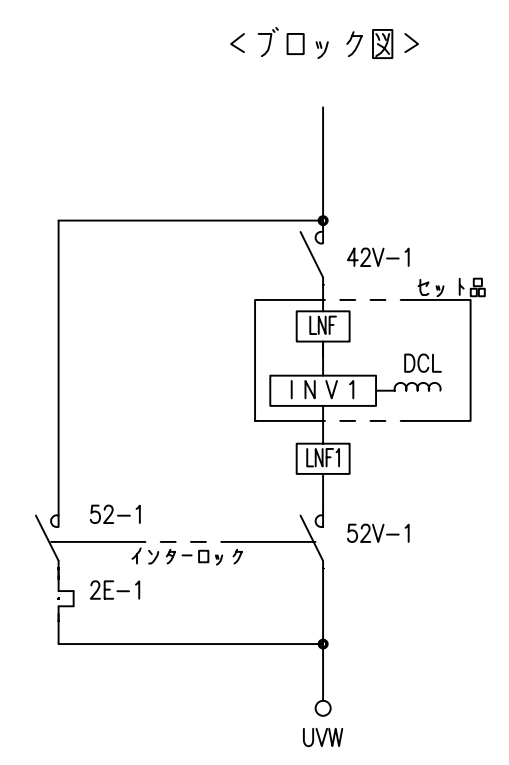 <ブロック図>
42V-1
セット品
LNF
DCL
INV1
LNF1
52-1
52V-1
インターロック
2E-1
UVW